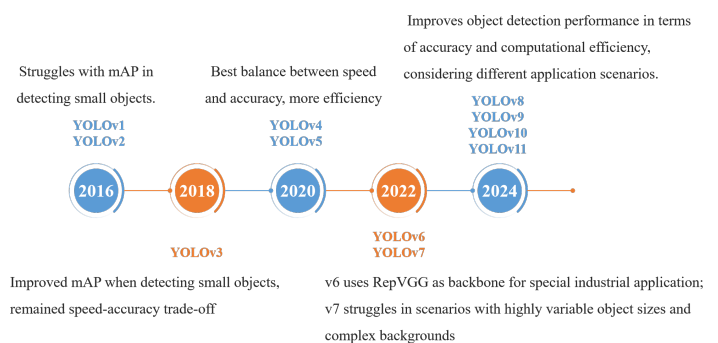 Improves object detection performance in terms
of accuracy and computational efficiency,
considering different application scenarios.
Struggles with mAP in
detecting small objects.
Best balance between speed
and accuracy, more efficiency
YOLOv1
YOLOv2
YOLOv4
YOLOv5
YOLOv8
YOLOv9
YOLOv10
YOLOv11
2016
2018
2020
2022
2024
YOLOv3
YOLOv6
YOLOv7
Improved mAP when detecting small objects,
remained speed-accuracy trade-off
v6 uses RepVGG as backbone for special industrial application;
v7 struggles in scenarios with highly variable object sizes and
complex backgrounds